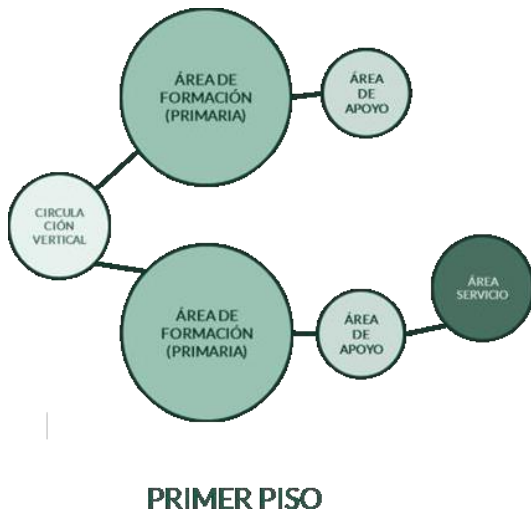 ÁREA DE
FORMACIÓN
(PRIMARIA)
ÁREA
DE
APOYO
CIRCULA
CIÓN
VERTICAL
ÁREA DE
FORMACIÓN
(PRIMARIA)
ÁREA
DE
APOYO
ÁREA
SERVICIO
PRIMER PISO